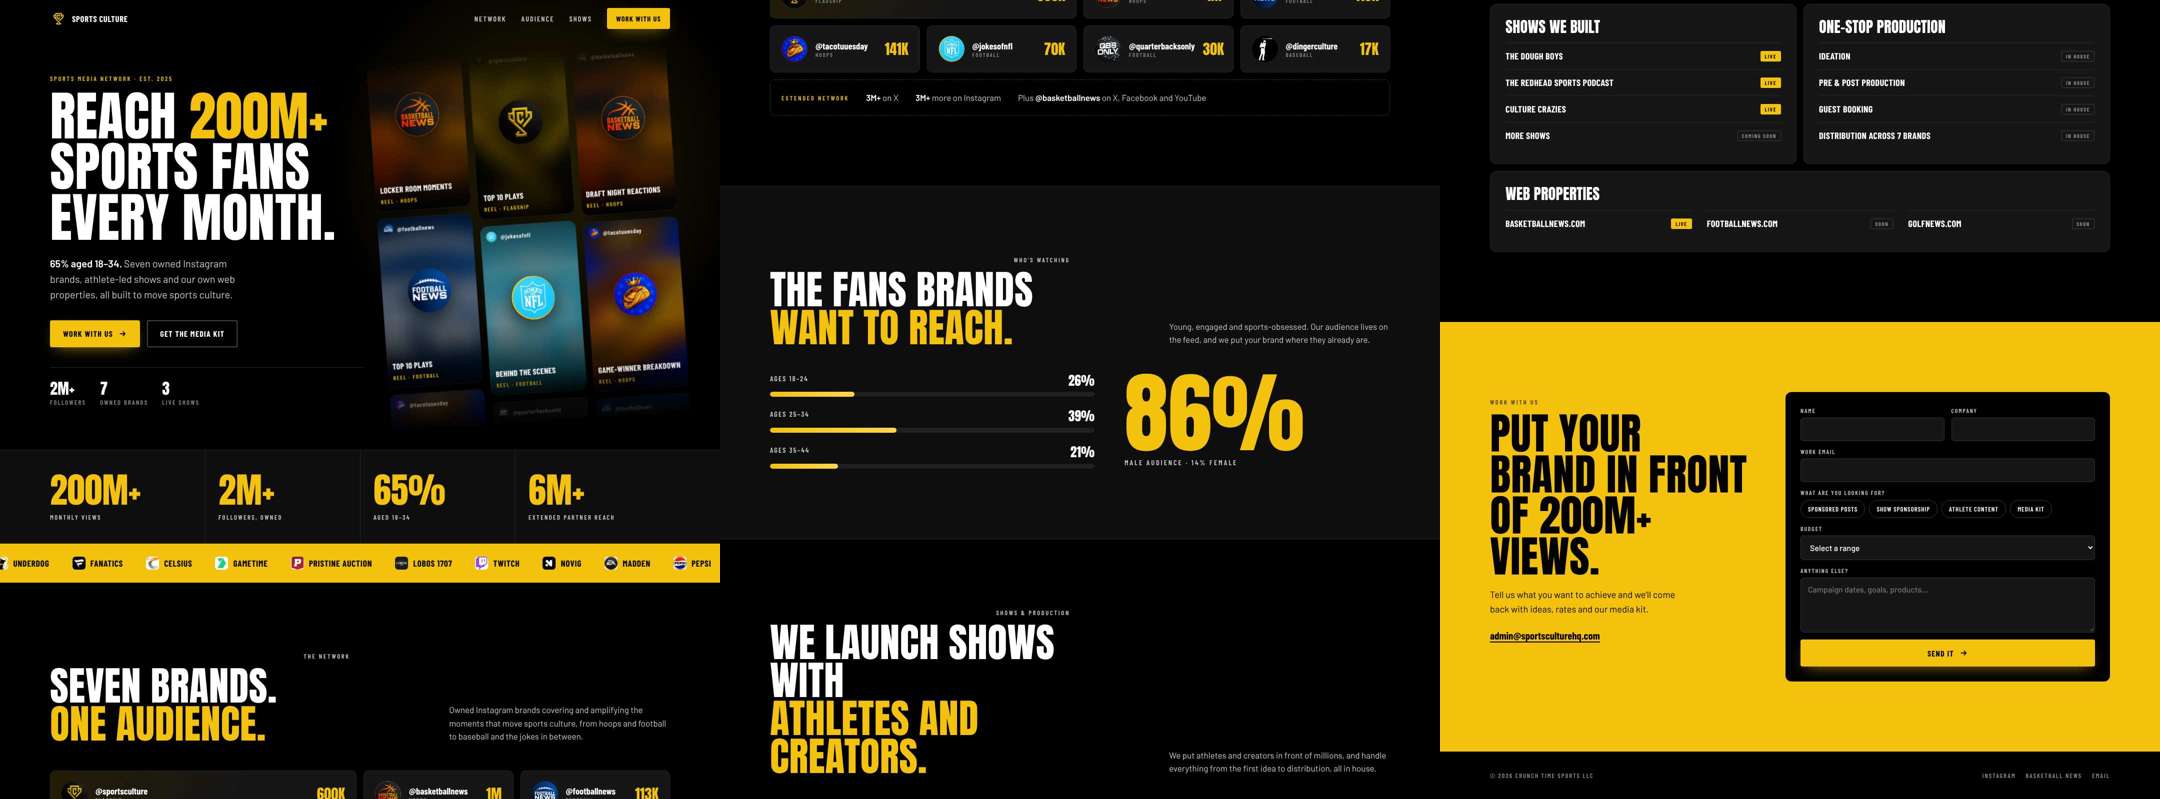 SPORTS CULTURE
NETWORK
AUDIENCE
SHOWS
WORK WITH US
SPORTS MEDIA NETWORK · EST. 2025
REACH 200M+
SPORTS FANS
EVERY MONTH.
65% aged 18–34. Seven owned Instagram
brands, athlete-led shows and our own web
properties, all built to move sports culture.
WORK WITH US →
GET THE MEDIA KIT
2M+
FOLLOWERS
7
OWNED BRANDS
3
LIVE SHOWS
BASKETBALL NEWS
LOCKER ROOM MOMENTS
REEL · HOOPS
TOP 10 PLAYS
REEL · FLAGSHIP
BASKETBALL NEWS
DRAFT NIGHT REACTIONS
REEL · HOOPS
@footballnews
FOOTBALL NEWS
TOP 10 PLAYS
REEL · FOOTBALL
@jokesofnfl
NFL
BEHIND THE SCENES
REEL · FOOTBALL
@tacotuuesday
GAME-WINNER BREAKDOWN
REEL · HOOPS
@tacotuuesday
@quarterbacksonly
200M+
MONTHLY VIEWS
2M+
FOLLOWERS, OWNED
65%
AGED 18–34
6M+
EXTENDED PARTNER REACH
UNDERDOG
FANATICS
CELSIUS
GAMETIME
PRISTINE AUCTION
LOBOS 1707
TWITCH
NOVIG
MADDEN
PEPSI
THE NETWORK
SEVEN BRANDS.
ONE AUDIENCE.
Owned Instagram brands covering and amplifying the
moments that move sports culture, from hoops and football
to baseball and the jokes in between.
@sportsculture
600K
@basketballnews
1M
@footballnews
113K
FLAGSHIP
HOOPS
FOOTBALL
@tacotuuesday
HOOPS
141K
@jokesofnfl
FOOTBALL
70K
QBS ONLY
@quarterbacksonly
FOOTBALL
30K
@dingerculture
BASEBALL
17K
EXTENDED NETWORK
3M+ on X
3M+ more on Instagram
Plus @basketballnews on X, Facebook and YouTube
WHO'S WATCHING
THE FANS BRANDS
WANT TO REACH.
Young, engaged and sports-obsessed. Our audience lives on
the feed, and we put your brand where they already are.
AGES 18–24
26%
AGES 25–34
39%
AGES 35–44
21%
86%
MALE AUDIENCE · 14% FEMALE
SHOWS & PRODUCTION
WE LAUNCH SHOWS
WITH
ATHLETES AND
CREATORS.
We put athletes and creators in front of millions, and handle
everything from the first idea to distribution, all in house.
SHOWS WE BUILT
THE DOUGH BOYS
LIVE
THE REDHEAD SPORTS PODCAST
LIVE
CULTURE CRAZIES
LIVE
MORE SHOWS
COMING SOON
ONE-STOP PRODUCTION
IDEATION
IN HOUSE
PRE & POST PRODUCTION
IN HOUSE
GUEST BOOKING
IN HOUSE
DISTRIBUTION ACROSS 7 BRANDS
IN HOUSE
WEB PROPERTIES
BASKETBALLNEWS.COM
LIVE
FOOTBALLNEWS.COM
SOON
GOLFNEWS.COM
SOON
WORK WITH US
PUT YOUR
BRAND IN FRONT
OF 200M+
VIEWS.
Tell us what you want to achieve and we'll come
back with ideas, rates and our media kit.
admin@sportsculturehq.com
NAME
COMPANY
WORK EMAIL
WHAT ARE YOU LOOKING FOR?
SPONSORED POSTS
SHOW SPONSORSHIP
ATHLETE CONTENT
MEDIA KIT
BUDGET
Select a range
ANYTHING ELSE?
Campaign dates, goals, products...
SEND IT →
© 2026 CRUNCH TIME SPORTS LLC
INSTAGRAM
BASKETBALL NEWS
EMAIL